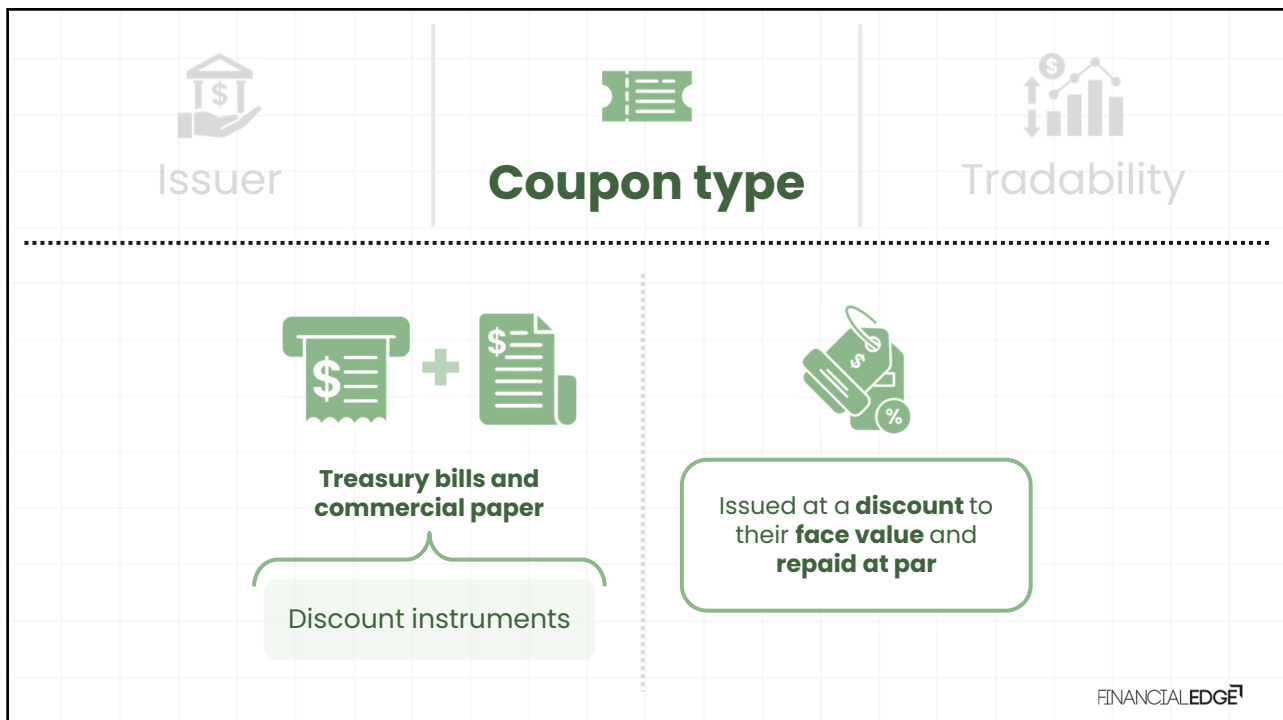 Issuer
Coupon type
Tradability
$
$
$
$
Treasury bills and
commercial paper
Discount instruments
$
%
Issued at a discount to
their face value and
repaid at par
FINANCIALEDGE